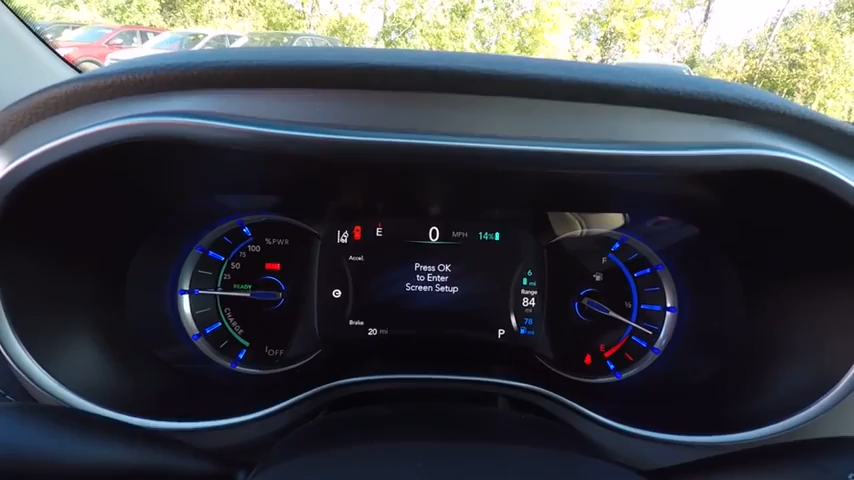 %PWR
100
75
50
25
READY
CHARGE
OFF
E
0 MPH
14%
Accel.
Press OK
to Enter
Screen Setup
e
Brake
20 mi
P
6
mi
Range
84
mi
78
mi
F
½
E